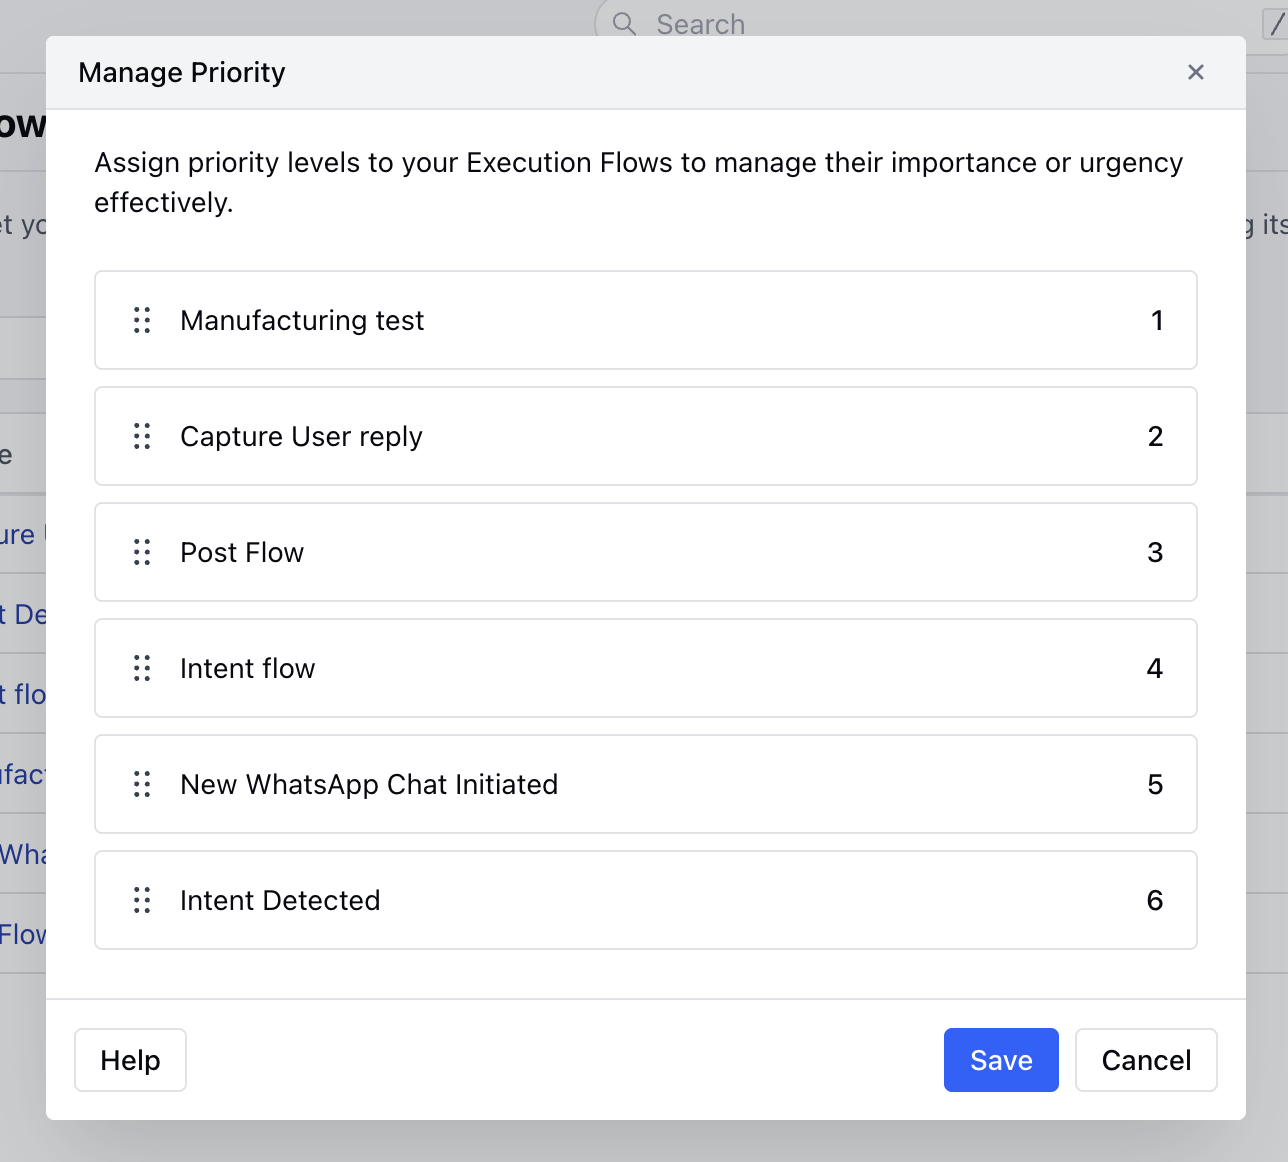 Search
/
Manage Priority
Assign priority levels to your Execution Flows to manage their importance or urgency
effectively.
Manufacturing test 1
Capture User reply 2
Post Flow 3
Intent flow 4
New WhatsApp Chat Initiated 5
Intent Detected 6
Help Save Cancel